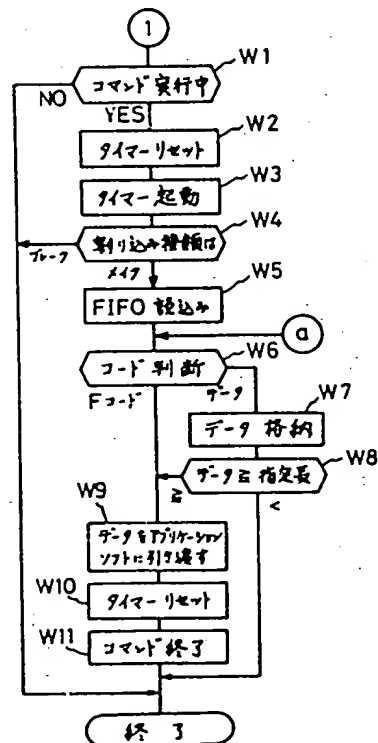 1
W1
コマンド実行中
NO
YES
W2
タイマーリセット
W3
タイマー起動
W4
割り込み種類は
ブレーク
メイク
W5
FIFO 読込み
a
W6
コード判断
Fコード
データ
W7
データ格納
W8
データ≧指定長
≧
<
W9
データをアプリケーション
ソフトに引き渡す
W10
タイマーリセット
W11
コマンド終了
終了